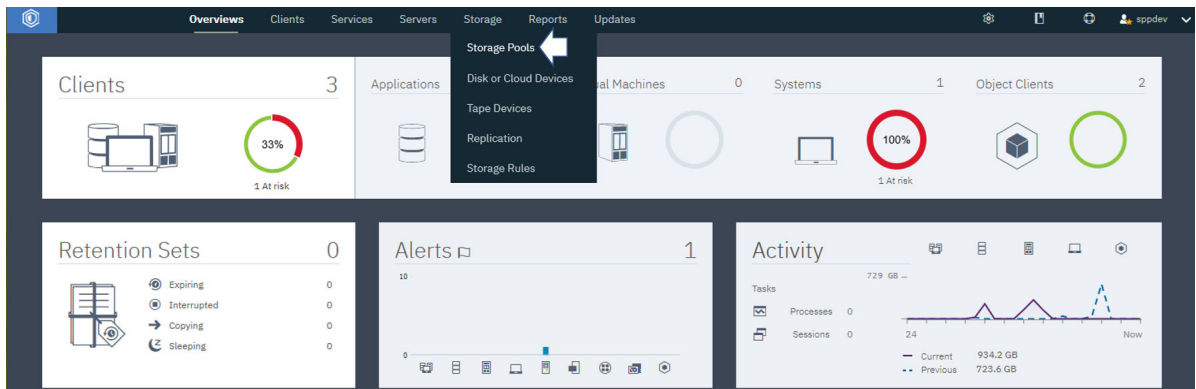 Overviews Clients Services Servers Storage Reports Updates sppdev
Storage Pools
Disk or Cloud Devices
Tape Devices
Replication
Storage Rules
Clients 3
33%
1 At risk
Applications
ual Machines 0
Systems 1
100%
1 At risk
Object Clients 2
Retention Sets 0
Expiring 0
Interrupted 0
Copying 0
Sleeping 0
Alerts 1
10
0
Activity
729 GB
Tasks
Processes 0
Sessions 0
24 Now
Current 934.2 GB
Previous 723.6 GB